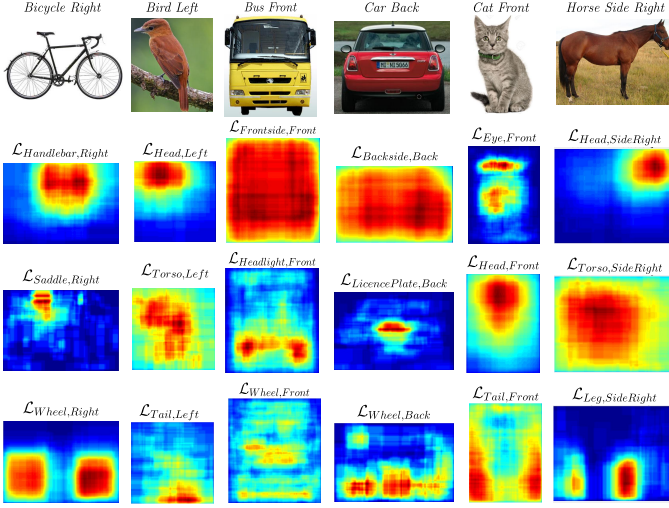 Bicycle Right Bird Left Bus Front Car Back Cat Front Horse Side Right
ℒHandlebar,Right ℒHead,Left ℒFrontside,Front ℒBackside,Back ℒEye,Front ℒHead,SideRight
ℒSaddle,Right ℒTorso,Left ℒHeadlight,Front ℒLicencePlate,Back ℒHead,Front ℒTorso,SideRight
ℒWheel,Right ℒTail,Left ℒWheel,Front ℒWheel,Back ℒTail,Front ℒLeg,SideRight